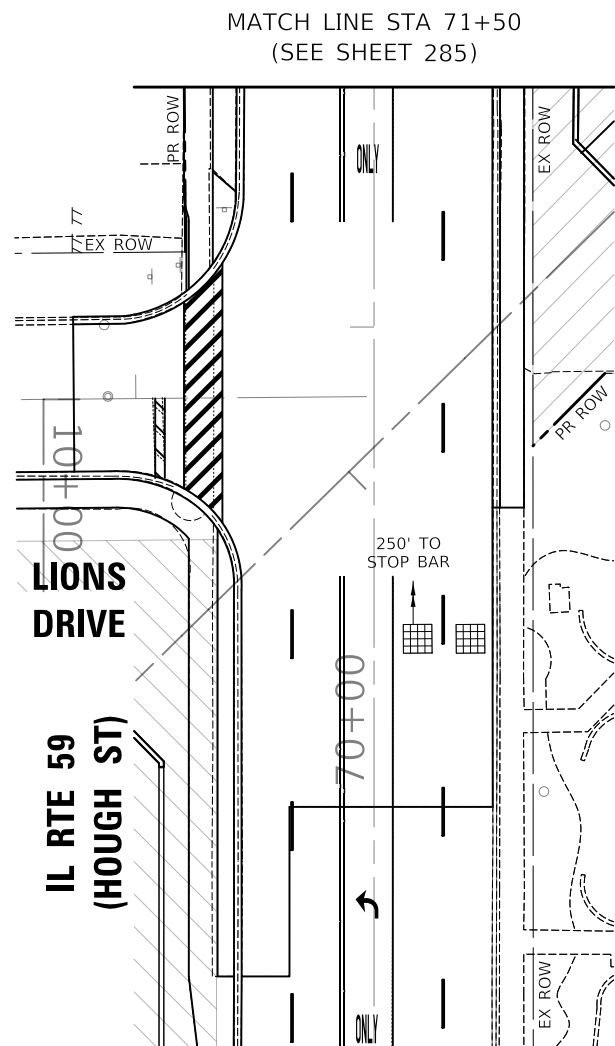 MATCH LINE STA 71+50
(SEE SHEET 285)
PR ROW
ONLY
EX ROW
EX ROW
PR ROW
10+00
250' TO
STOP BAR
LIONS
DRIVE
70+00
IL RTE 59
(HOUGH ST)
EX ROW
ONLY